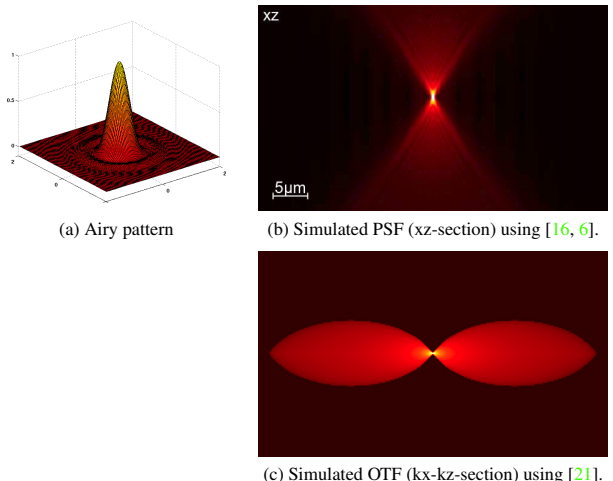 xz
1
0.5
0
2
0
2
0
5μm
(a) Airy pattern
(b) Simulated PSF (xz-section) using [16, 6].
(c) Simulated OTF (kx-kz-section) using [21].